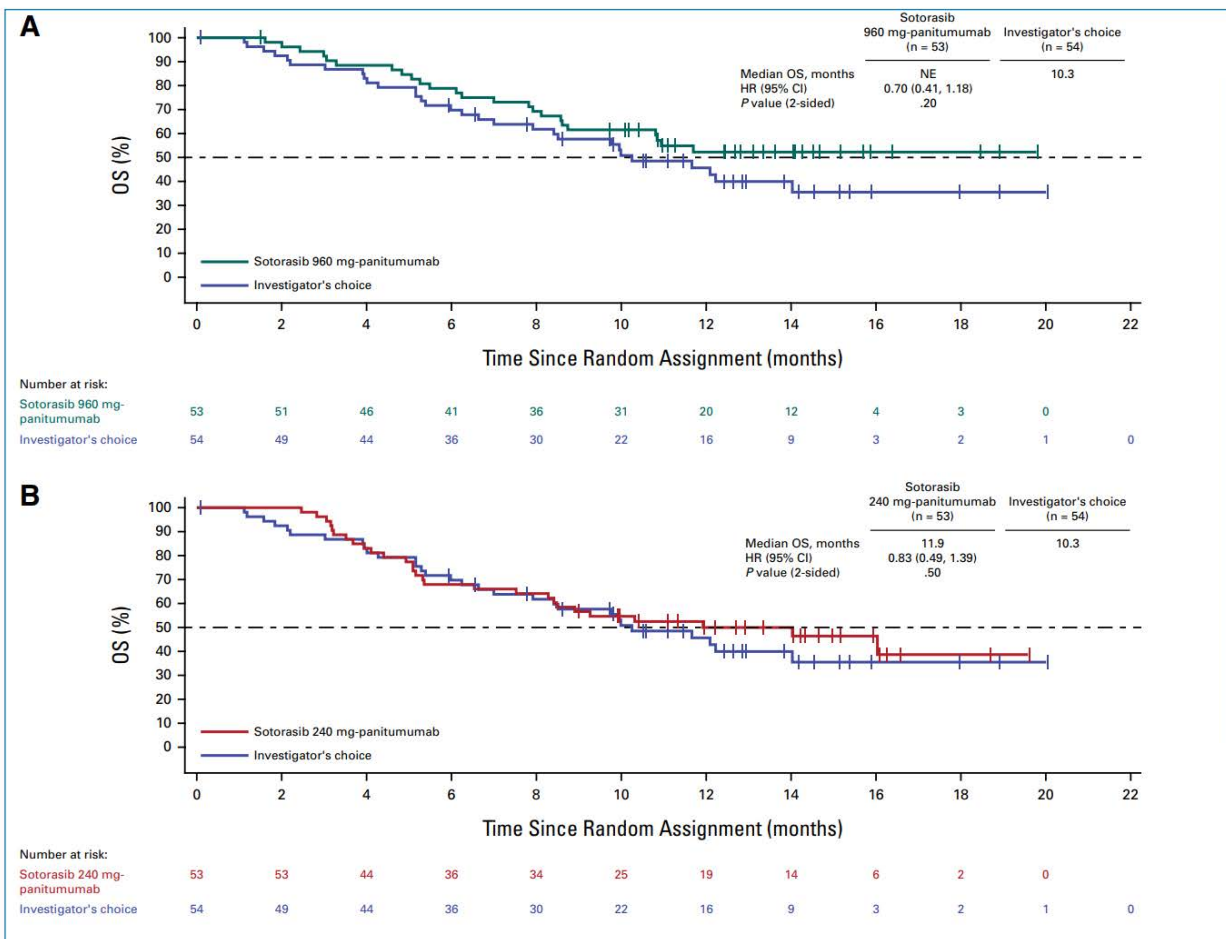 A
Sotorasib
960 mg-panitumumab
(n = 53)
Investigator's choice
(n = 54)
Median OS, months NE 10.3
HR (95% CI) 0.70 (0.41, 1.18)
P value (2-sided) .20
100
90
80
70
60
50
40
30
20
10
0
OS (%)
Sotorasib 960 mg-panitumumab
Investigator's choice
0 2 4 6 8 10 12 14 16 18 20 22
Time Since Random Assignment (months)
Number at risk:
Sotorasib 960 mg-
panitumumab
53 51 46 41 36 31 20 12 4 3 0
Investigator's choice 54 49 44 36 30 22 16 9 3 2 1 0
B
Sotorasib
240 mg-panitumumab
(n = 53)
Investigator's choice
(n = 54)
Median OS, months 11.9 10.3
HR (95% CI) 0.83 (0.49, 1.39)
P value (2-sided) .50
100
90
80
70
60
50
40
30
20
10
0
OS (%)
Sotorasib 240 mg-panitumumab
Investigator's choice
0 2 4 6 8 10 12 14 16 18 20 22
Time Since Random Assignment (months)
Number at risk:
Sotorasib 240 mg-
panitumumab
53 53 44 36 34 25 19 14 6 2 0
Investigator's choice 54 49 44 36 30 22 16 9 3 2 1 0